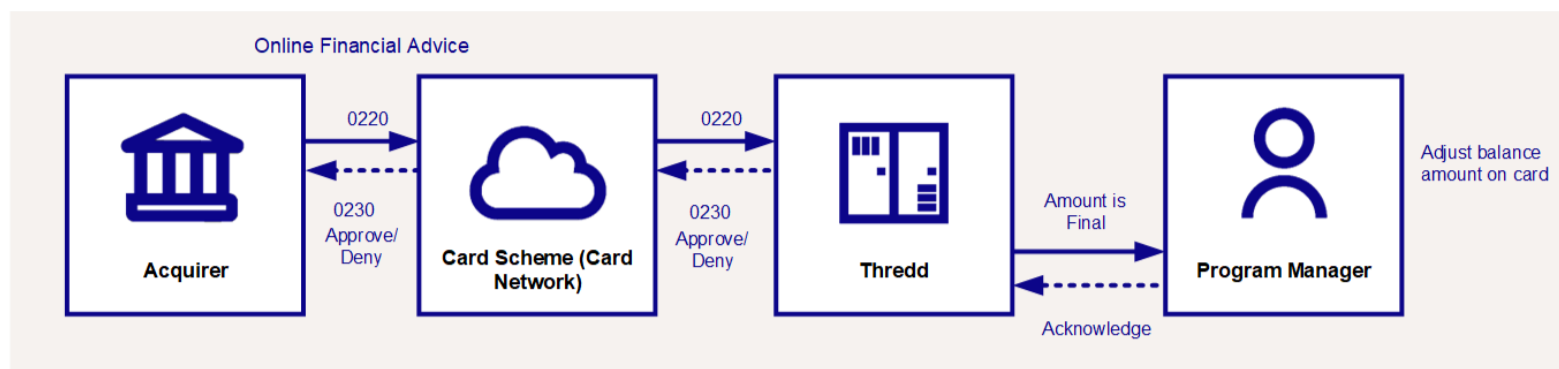 Online Financial Advice
0220
0230
Approve/
Deny
Acquirer
Card Scheme (Card
Network)
0220
0230
Approve/
Deny
Thredd
Amount is
Final
Acknowledge
Program Manager
Adjust balance
amount on card